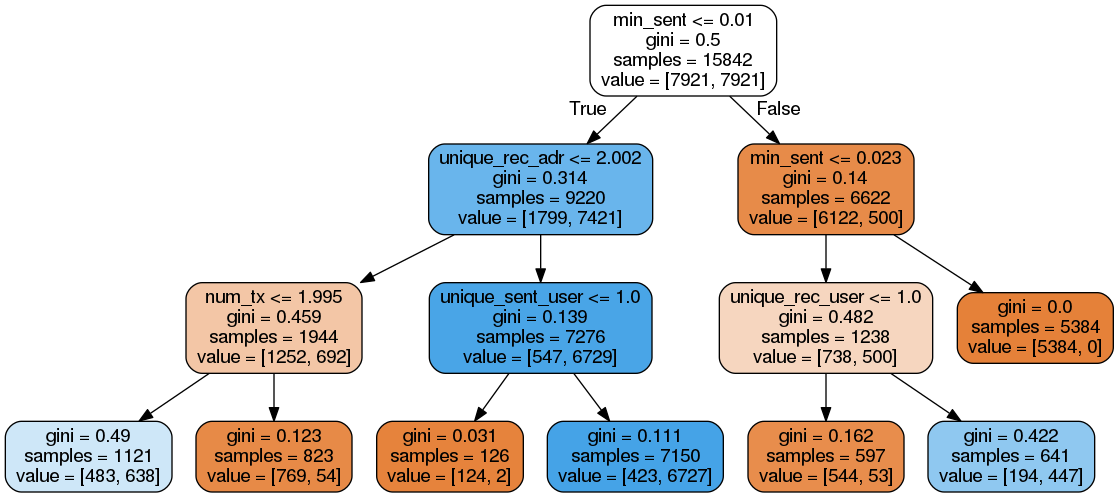 min_sent <= 0.01
gini = 0.5
samples = 15842
value = [7921, 7921]
True
False
unique_rec_adr <= 2.002
gini = 0.314
samples = 9220
value = [1799, 7421]
min_sent <= 0.023
gini = 0.14
samples = 6622
value = [6122, 500]
num_tx <= 1.995
gini = 0.459
samples = 1944
value = [1252, 692]
unique_sent_user <= 1.0
gini = 0.139
samples = 7276
value = [547, 6729]
unique_rec_user <= 1.0
gini = 0.482
samples = 1238
value = [738, 500]
gini = 0.0
samples = 5384
value = [5384, 0]
gini = 0.49
samples = 1121
value = [483, 638]
gini = 0.123
samples = 823
value = [769, 54]
gini = 0.031
samples = 126
value = [124, 2]
gini = 0.111
samples = 7150
value = [423, 6727]
gini = 0.162
samples = 597
value = [544, 53]
gini = 0.422
samples = 641
value = [194, 447]